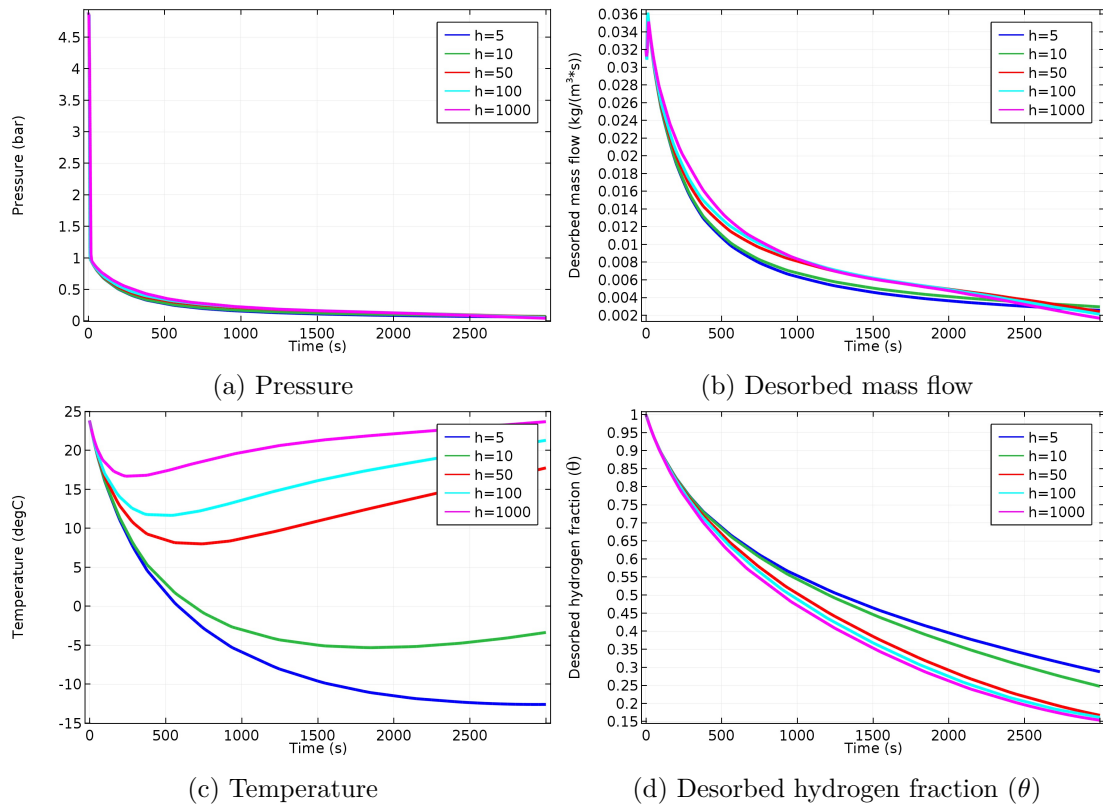 4.5
4
3.5
3
2.5
2
1.5
1
0.5
0
Pressure (bar)
0 500 1000 1500 2000 2500
Time (s)
h=5
h=10
h=50
h=100
h=1000
(a) Pressure
0.036
0.034
0.032
0.03
0.028
0.026
0.024
0.022
0.02
0.018
0.016
0.014
0.012
0.01
0.008
0.006
0.004
0.002
Desorbed mass flow (kg/(m³*s))
0 500 1000 1500 2000 2500
Time (s)
h=5
h=10
h=50
h=100
h=1000
(b) Desorbed mass flow
25
20
15
10
5
0
-5
-10
-15
Temperature (degC)
0 500 1000 1500 2000 2500
Time (s)
h=5
h=10
h=50
h=100
h=1000
(c) Temperature
1
0.95
0.9
0.85
0.8
0.75
0.7
0.65
0.6
0.55
0.5
0.45
0.4
0.35
0.3
0.25
0.2
0.15
Desorbed hydrogen fraction (θ)
0 500 1000 1500 2000 2500
Time (s)
h=5
h=10
h=50
h=100
h=1000
(d) Desorbed hydrogen fraction (θ)